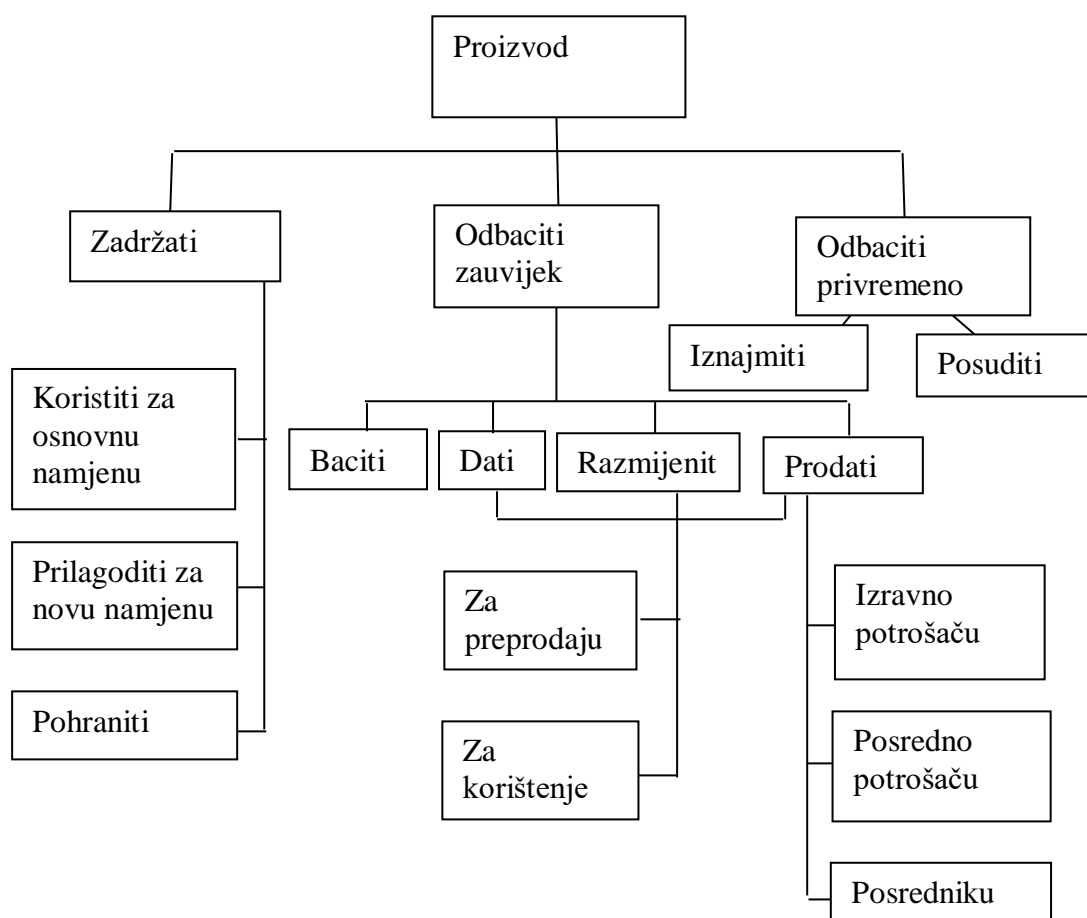 Proizvod
Zadržati
Odbaciti
zauvijek
Odbaciti
privremeno
Iznajmiti
Posuditi
Koristiti za
osnovnu
namjenu
Baciti
Dati
Razmijenit
Prodati
Prilagoditi za
novu namjenu
Za
preprodaju
Izravno
potrošaču
Pohraniti
Za
korištenje
Posredno
potrošaču
Posredniku